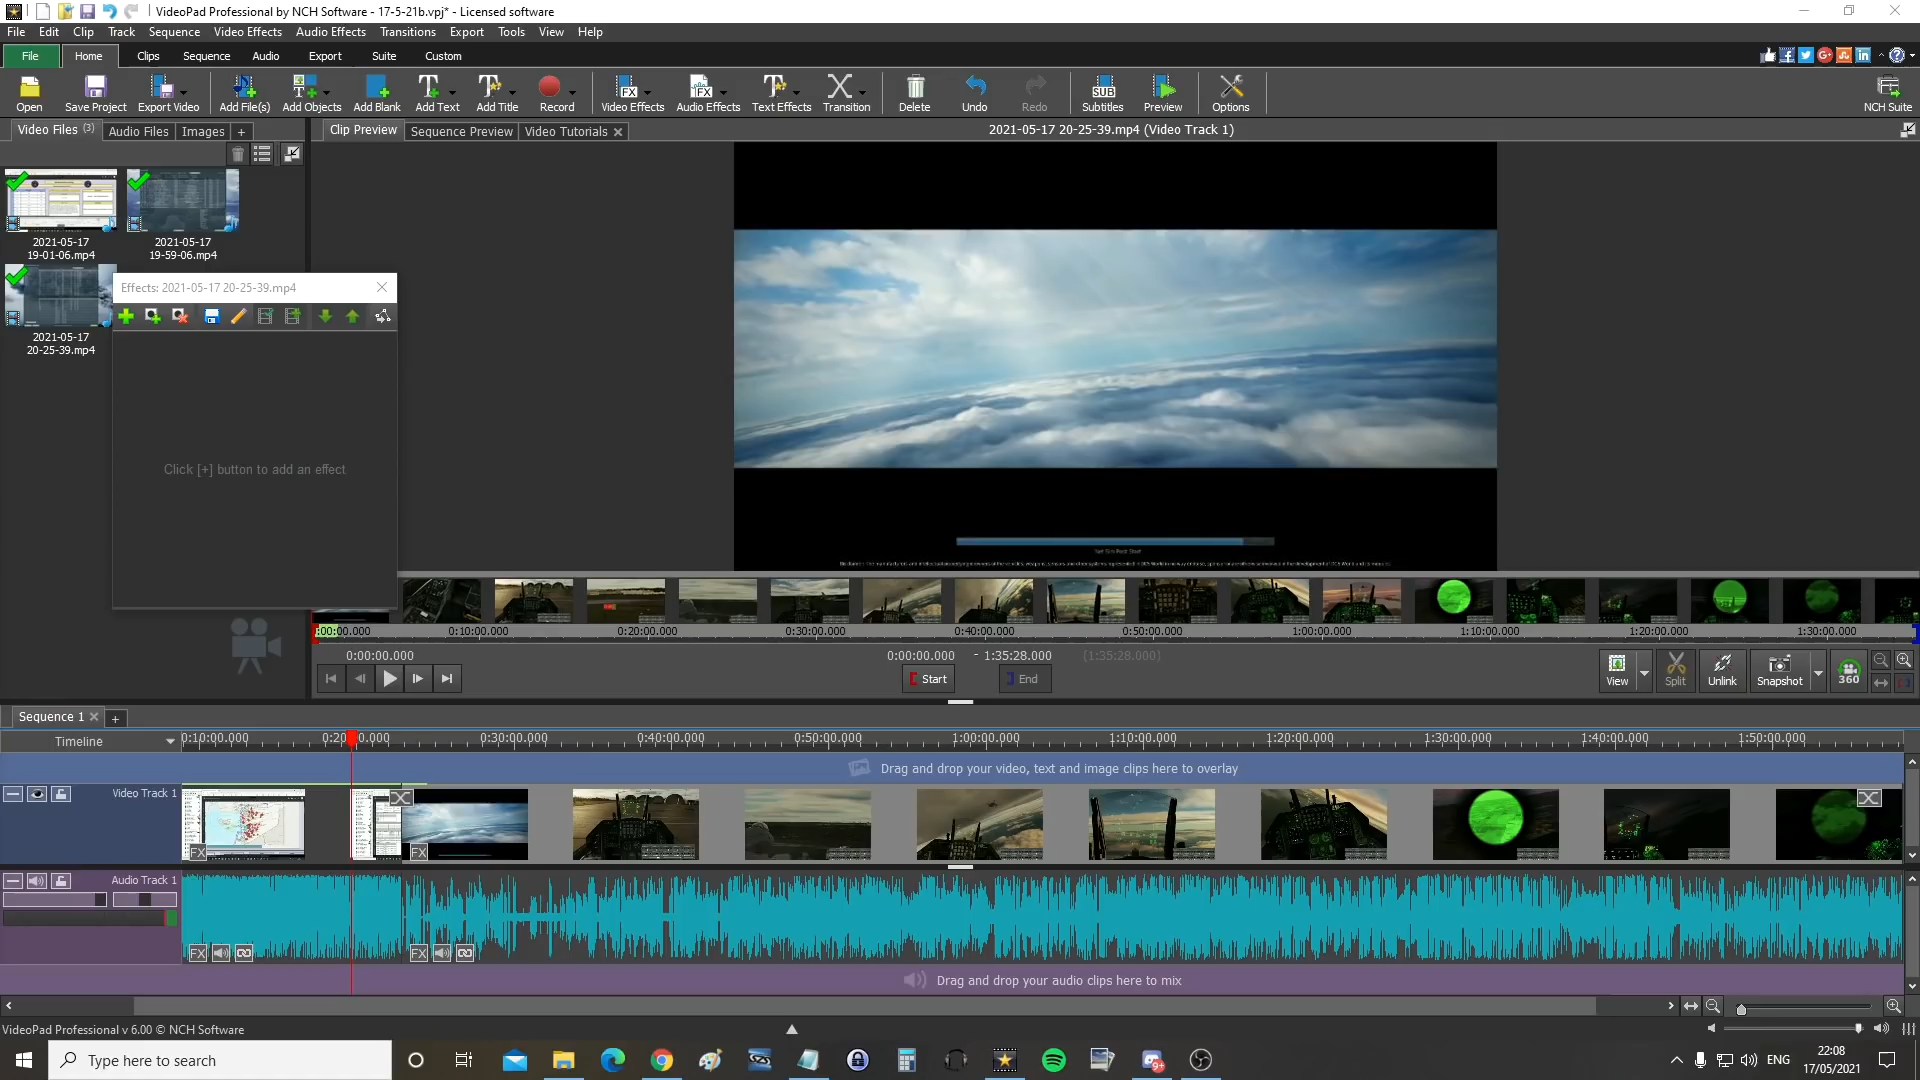 VideoPad Professional by NCH Software - 17-5-21b.vpj* - Licensed software
File Edit Clip Track Sequence Video Effects Audio Effects Transitions Export Tools View Help
File Home Clips Sequence Audio Export Suite Custom
Open Save Project Export Video Add File(s) Add Objects Add Blank Add Text Add Title Record Video Effects Audio Effects Text Effects Transition Delete Undo Redo Subtitles Preview Options NCH Suite
Video Files (3) Audio Files Images + Clip Preview Sequence Preview Video Tutorials 2021-05-17 20-25-39.mp4 (Video Track 1)
2021-05-17
19-01-06.mp4
2021-05-17
19-59-06.mp4
2021-05-17
20-25-39.mp4
Effects: 2021-05-17 20-25-39.mp4
Click [+] button to add an effect
:00:00.000 0:10:00.000 0:20:00.000 0:30:00.000 0:40:00.000 0:50:00.000 1:00:00.000 1:10:00.000 1:20:00.000 1:30:00.000
0:00:00.000 0:00:00.000 - 1:35:28.000 (1:35:28.000)
Start End View Split Unlink Snapshot 360
Sequence 1 +
Timeline 0:10:00.000 0:20:00.000 0:30:00.000 0:40:00.000 0:50:00.000 1:00:00.000 1:10:00.000 1:20:00.000 1:30:00.000 1:40:00.000 1:50:00.000
Drag and drop your video, text and image clips here to overlay
Video Track 1
FX FX
Audio Track 1
FX FX
Drag and drop your audio clips here to mix
VideoPad Professional v 6.00 © NCH Software
Type here to search
ENG
22:08
17/05/2021